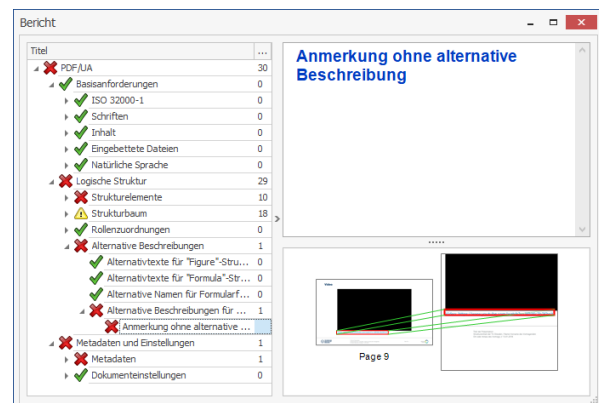 Bericht
Titel
...
PDF/UA 30
Basisanforderungen 0
ISO 32000-1 0
Schriften 0
Inhalt 0
Eingebettete Dateien 0
Natürliche Sprache 0
Logische Struktur 29
Strukturelemente 10
Strukturbaum 18
Rollenzuordnungen 0
Alternative Beschreibungen 1
Alternativtexte für "Figure"-Stru... 0
Alternativtexte für "Formula"-Str... 0
Alternative Namen für Formularf... 0
Alternative Beschreibungen für ... 1
Anmerkung ohne alternative ...
Metadaten und Einstellungen 1
Metadaten 1
Dokumenteinstellungen 0
Anmerkung ohne alternative
Beschreibung
Video
Page 9